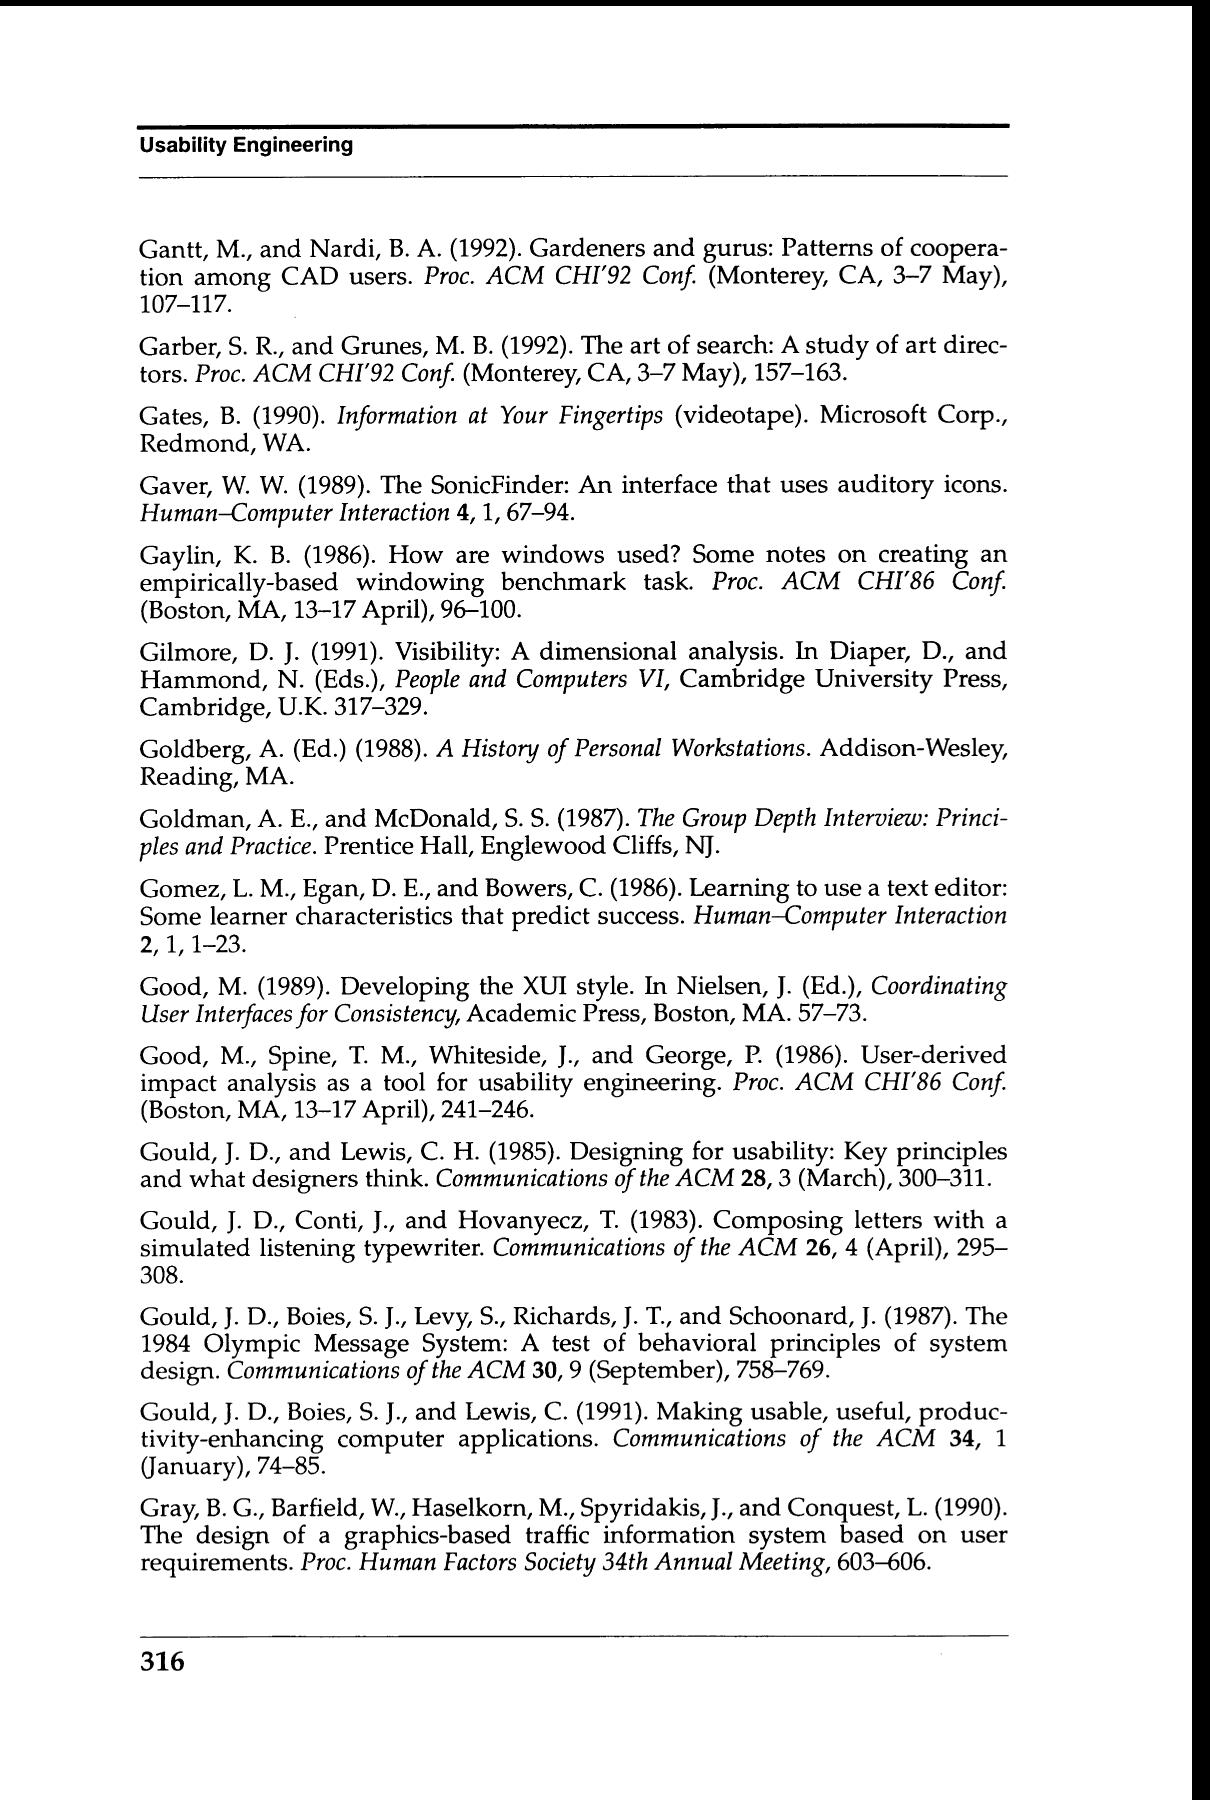 Usability Engineering
Gantt, M., and Nardi, B. A. (1992). Gardeners and gurus: Patterns of coopera-
tion among CAD users. Proc. ACM CHI'92 Conf. (Monterey, CA, 3–7 May),
107–117.
Garber, S. R., and Grunes, M. B. (1992). The art of search: A study of art direc-
tors. Proc. ACM CHI'92 Conf. (Monterey, CA, 3–7 May), 157–163.
Gates, B. (1990). Information at Your Fingertips (videotape). Microsoft Corp.,
Redmond, WA.
Gaver, W. W. (1989). The SonicFinder: An interface that uses auditory icons.
Human–Computer Interaction 4, 1, 67–94.
Gaylin, K. B. (1986). How are windows used? Some notes on creating an
empirically-based windowing benchmark task. Proc. ACM CHI'86 Conf.
(Boston, MA, 13–17 April), 96–100.
Gilmore, D. J. (1991). Visibility: A dimensional analysis. In Diaper, D., and
Hammond, N. (Eds.), People and Computers VI, Cambridge University Press,
Cambridge, U.K. 317–329.
Goldberg, A. (Ed.) (1988). A History of Personal Workstations. Addison-Wesley,
Reading, MA.
Goldman, A. E., and McDonald, S. S. (1987). The Group Depth Interview: Princi-
ples and Practice. Prentice Hall, Englewood Cliffs, NJ.
Gomez, L. M., Egan, D. E., and Bowers, C. (1986). Learning to use a text editor:
Some learner characteristics that predict success. Human–Computer Interaction
2, 1, 1–23.
Good, M. (1989). Developing the XUI style. In Nielsen, J. (Ed.), Coordinating
User Interfaces for Consistency, Academic Press, Boston, MA. 57–73.
Good, M., Spine, T. M., Whiteside, J., and George, P. (1986). User-derived
impact analysis as a tool for usability engineering. Proc. ACM CHI'86 Conf.
(Boston, MA, 13–17 April), 241–246.
Gould, J. D., and Lewis, C. H. (1985). Designing for usability: Key principles
and what designers think. Communications of the ACM 28, 3 (March), 300–311.
Gould, J. D., Conti, J., and Hovanyecz, T. (1983). Composing letters with a
simulated listening typewriter. Communications of the ACM 26, 4 (April), 295–
308.
Gould, J. D., Boies, S. J., Levy, S., Richards, J. T., and Schoonard, J. (1987). The
1984 Olympic Message System: A test of behavioral principles of system
design. Communications of the ACM 30, 9 (September), 758–769.
Gould, J. D., Boies, S. J., and Lewis, C. (1991). Making usable, useful, produc-
tivity-enhancing computer applications. Communications of the ACM 34, 1
(January), 74–85.
Gray, B. G., Barfield, W., Haselkorn, M., Spyridakis, J., and Conquest, L. (1990).
The design of a graphics-based traffic information system based on user
requirements. Proc. Human Factors Society 34th Annual Meeting, 603–606.
316